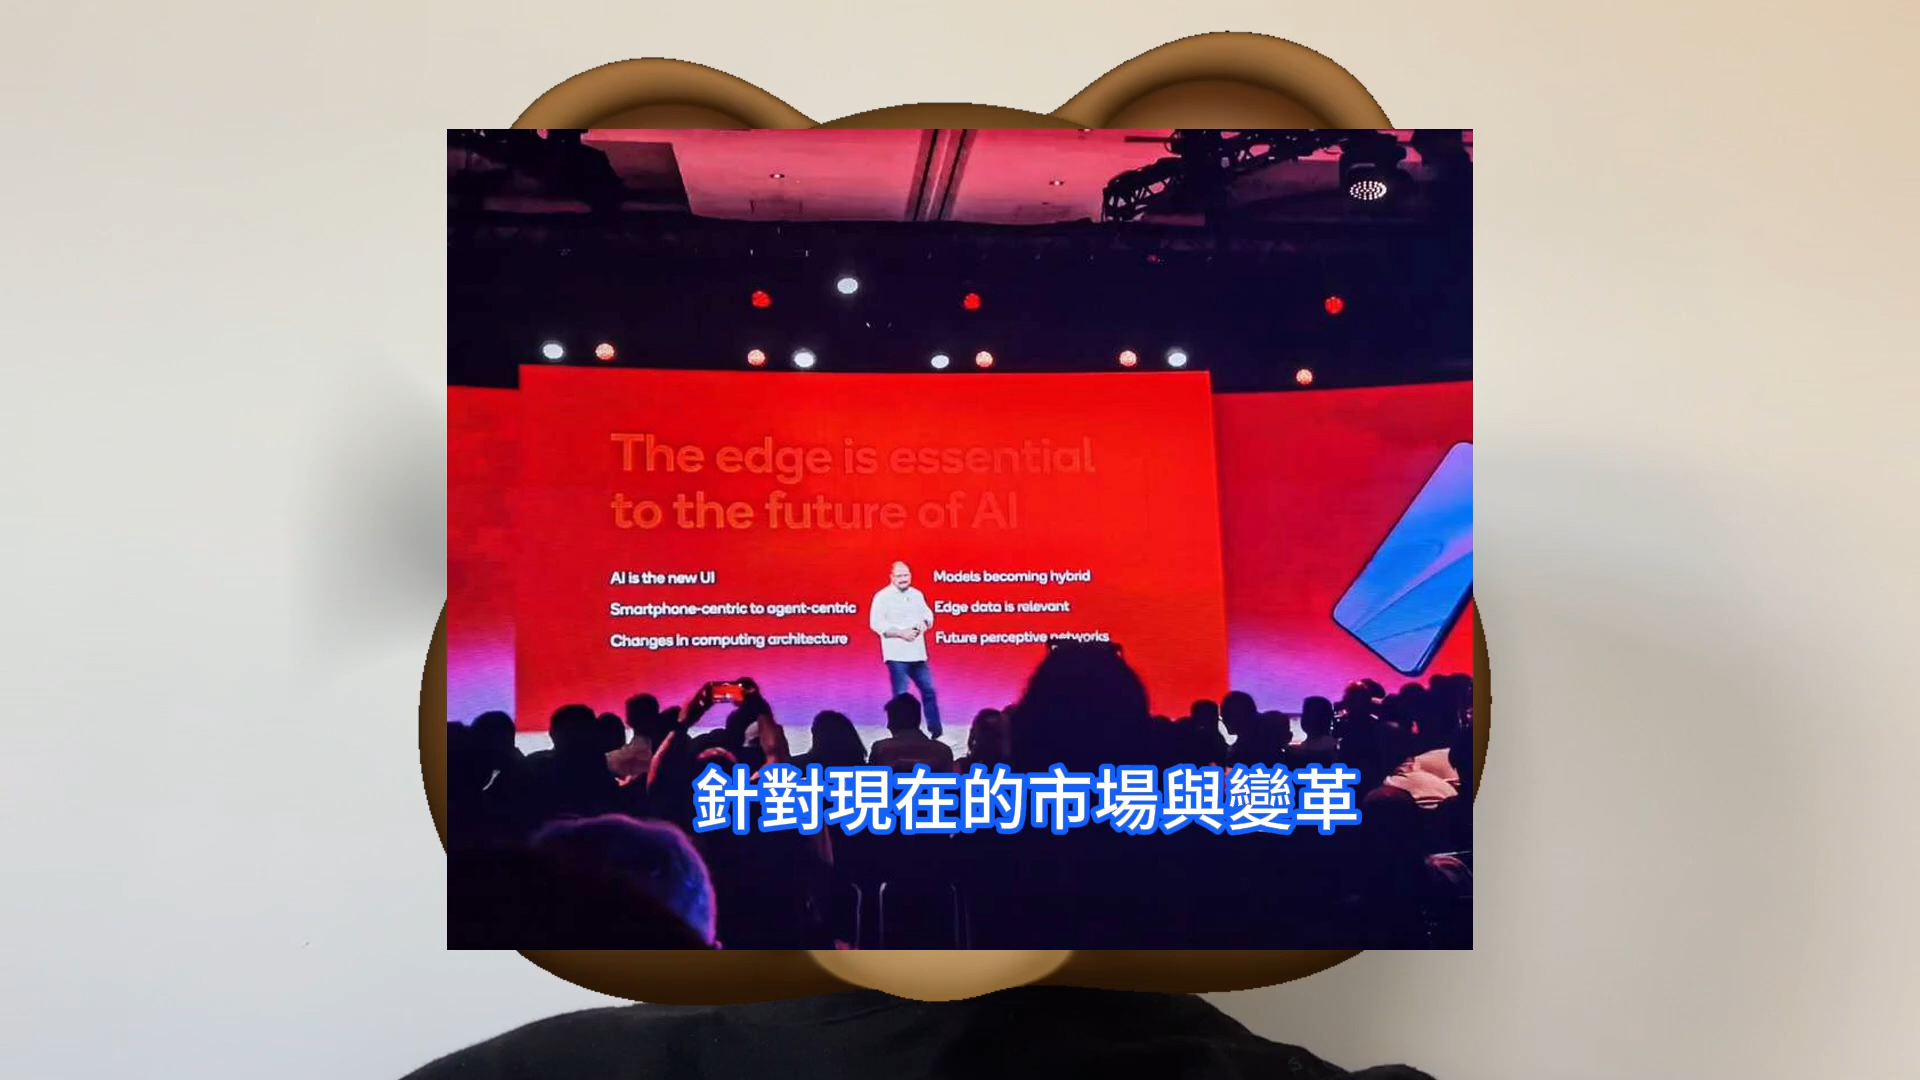 The edge is essential
to the future of AI
AI is the new UI
Smartphone-centric to agent-centric
Changes in computing architecture
Models becoming hybrid
Edge data is relevant
Future perceptive networks
針對現在的市場與變革